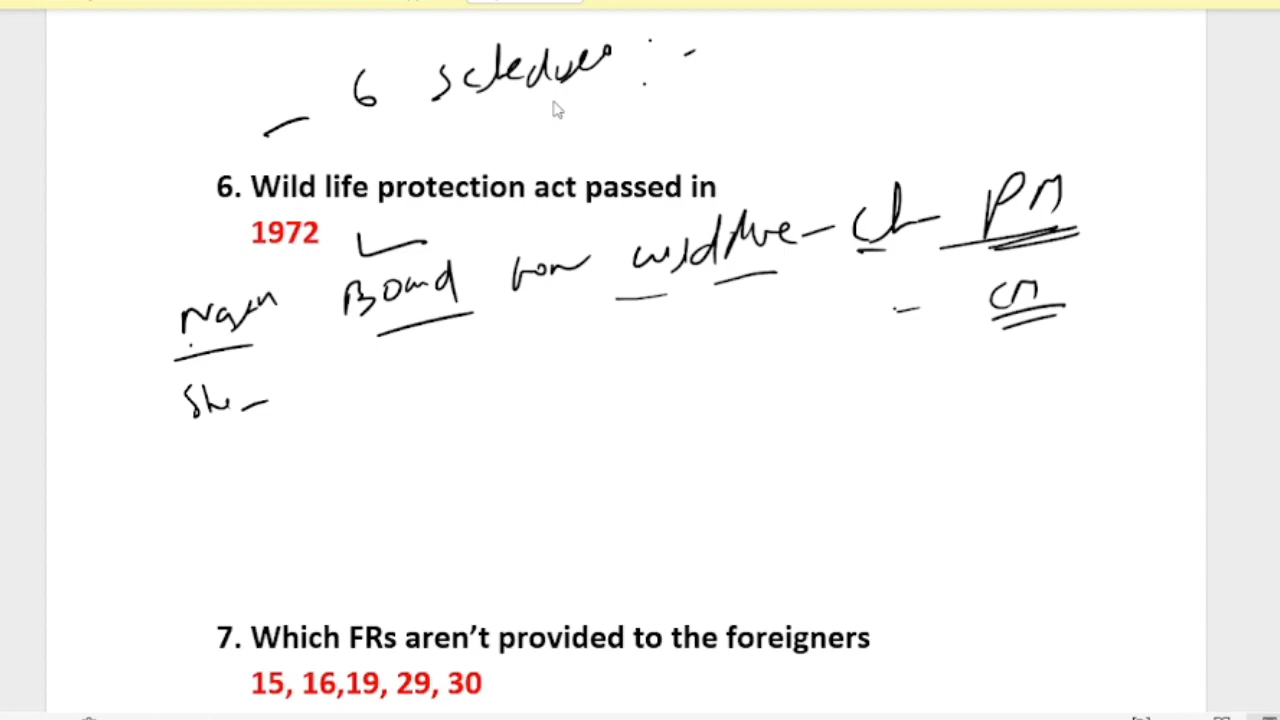 6 schedules :-
6. Wild life protection act passed in
1972
Board for wildlife - Ch - PM
- CM
7. Which FRs aren't provided to the foreigners
15, 16,19, 29, 30